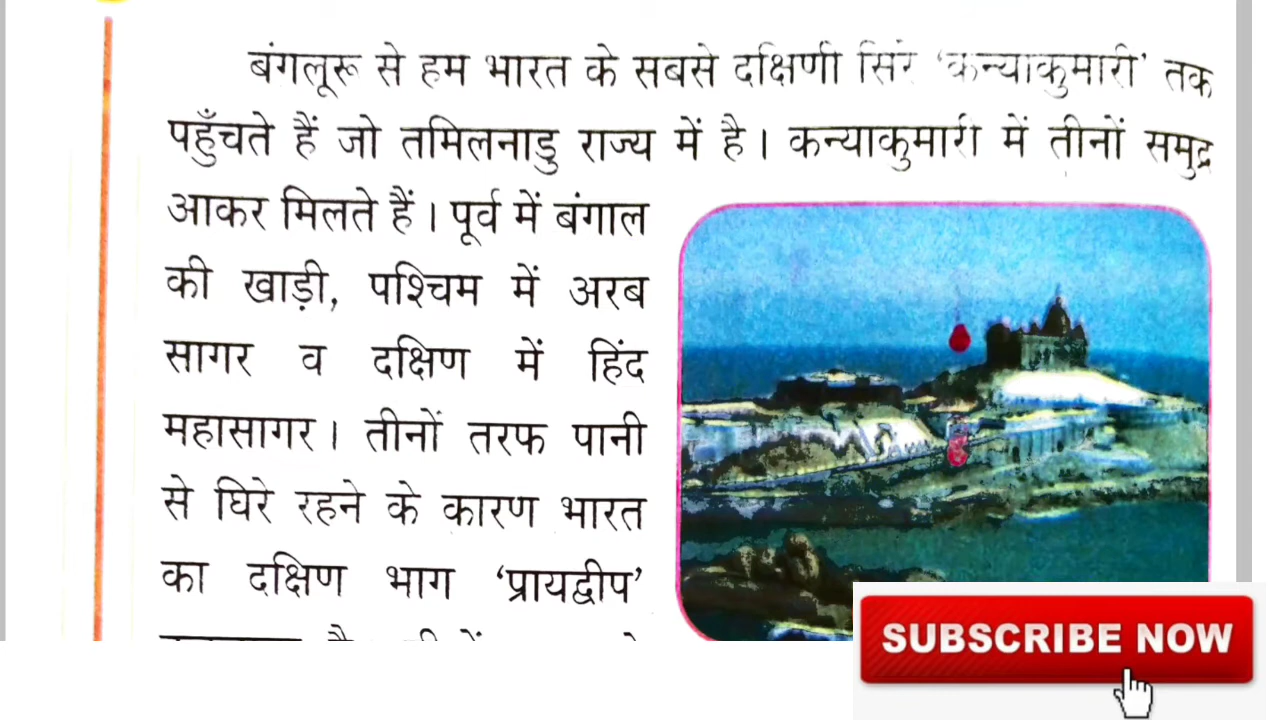 बंगलूरू से हम भारत के सबसे दक्षिणी सिरे ‘कन्याकुमारी’ तक
पहुँचते हैं जो तमिलनाडु राज्य में है। कन्याकुमारी में तीनों समुद्र
आकर मिलते हैं। पूर्व में बंगाल
की खाड़ी, पश्चिम में अरब
सागर व दक्षिण में हिंद
महासागर। तीनों तरफ पानी
से घिरे रहने के कारण भारत
का दक्षिण भाग ‘प्रायद्वीप’
SUBSCRIBE NOW